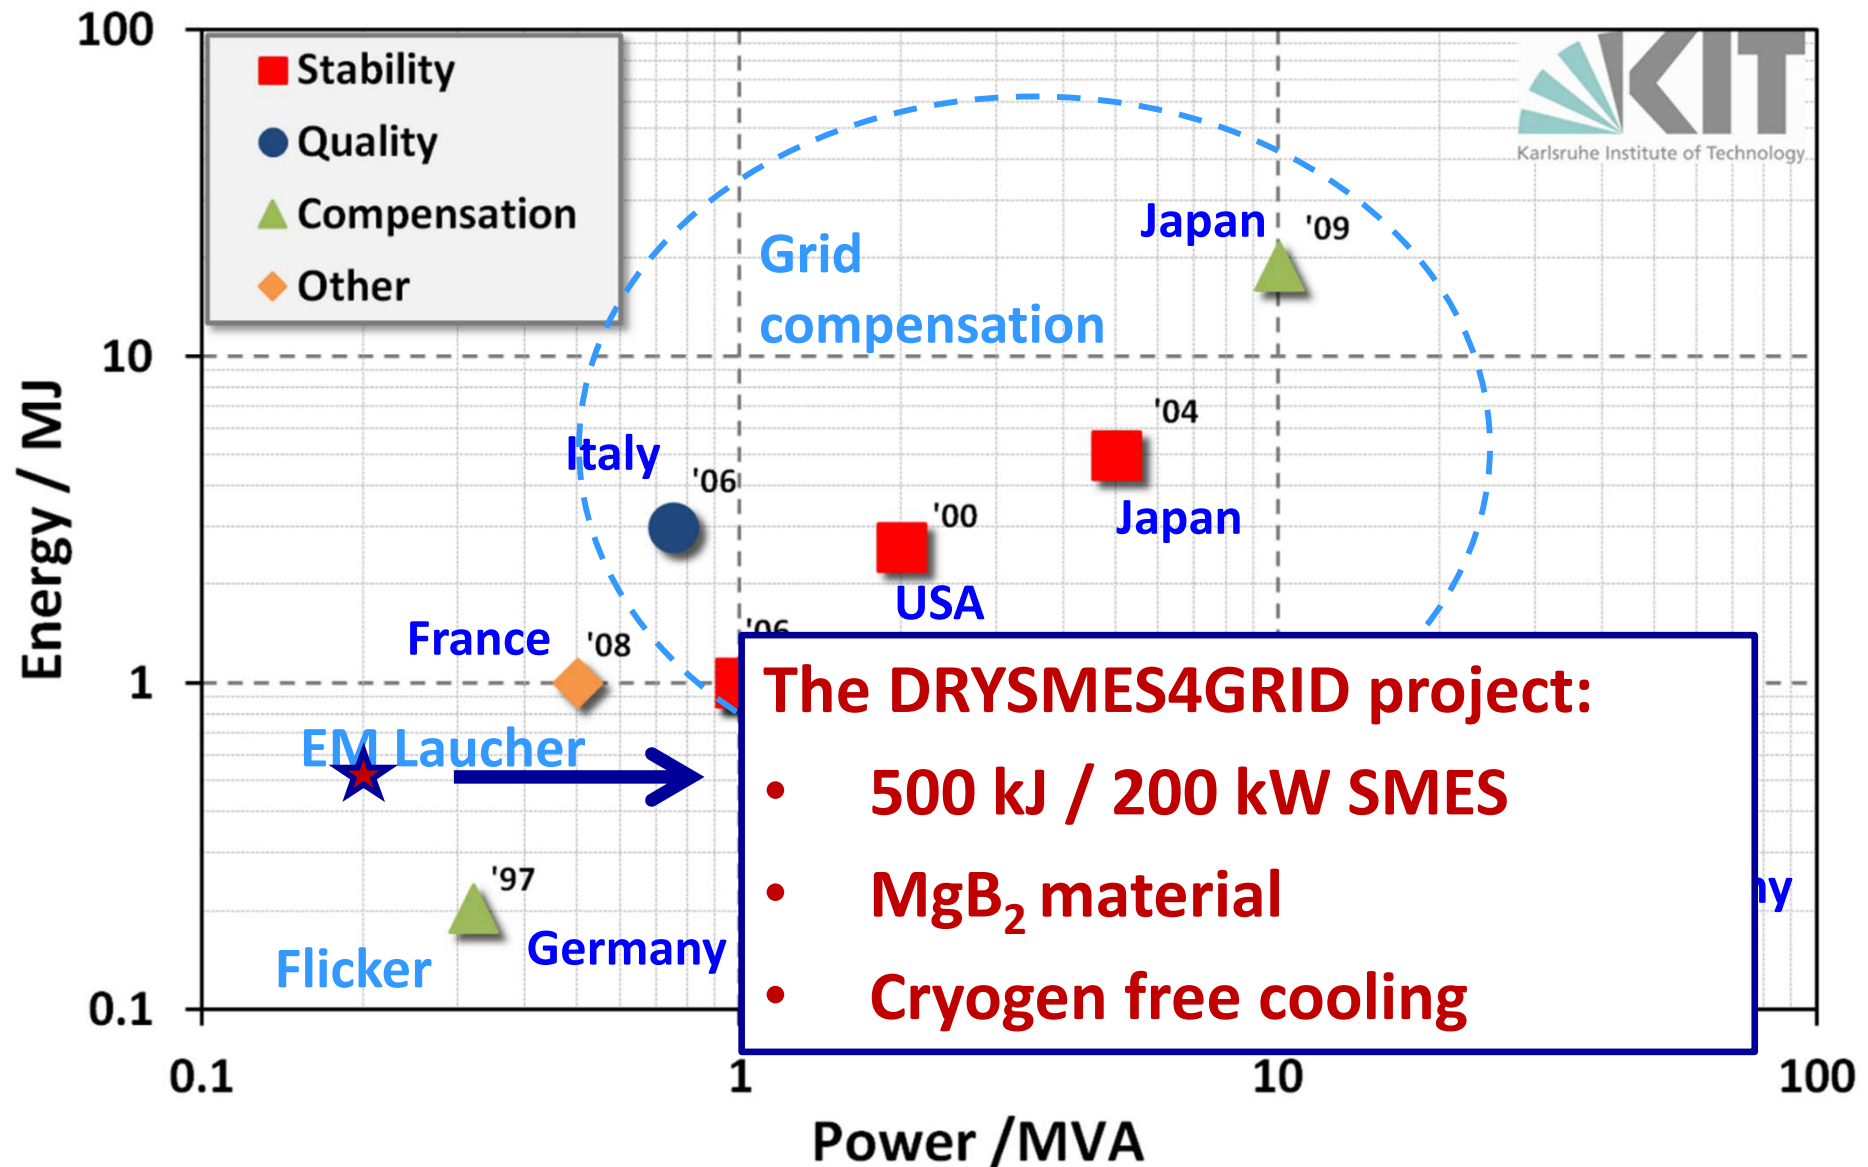 100
Stability
Quality
Compensation
Other
KIT
Karlsruhe Institute of Technology
Japan
'09
Grid
compensation
10
'04
Italy
'06
'00
Japan
USA
France
'08
'06
1
The DRYSMES4GRID project:
EM Laucher
• 500 kJ / 200 kW SMES
• MgB₂ material
'97
Germany
Flicker
• Cryogen free cooling
0.1
0.1
1
10
100
Energy / MJ
Power /MVA